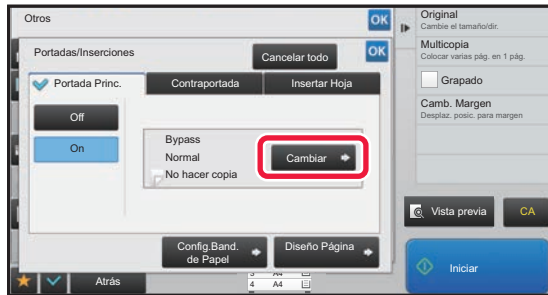 Otros
OK
Portadas/Inserciones
Cancelar todo
OK
Portada Princ.
Contraportada
Insertar Hoja
Off
On
Bypass
Normal
No hacer copia
Cambiar
Config.Band.
de Papel
Diseño Página
Atrás
A4
4 A4
Original
Cambie el tamaño/dir.
Multicopia
Colocar varias pág. en 1 pág.
Grapado
Camb. Margen
Desplaz. posic. para margen
Vista previa
CA
Iniciar